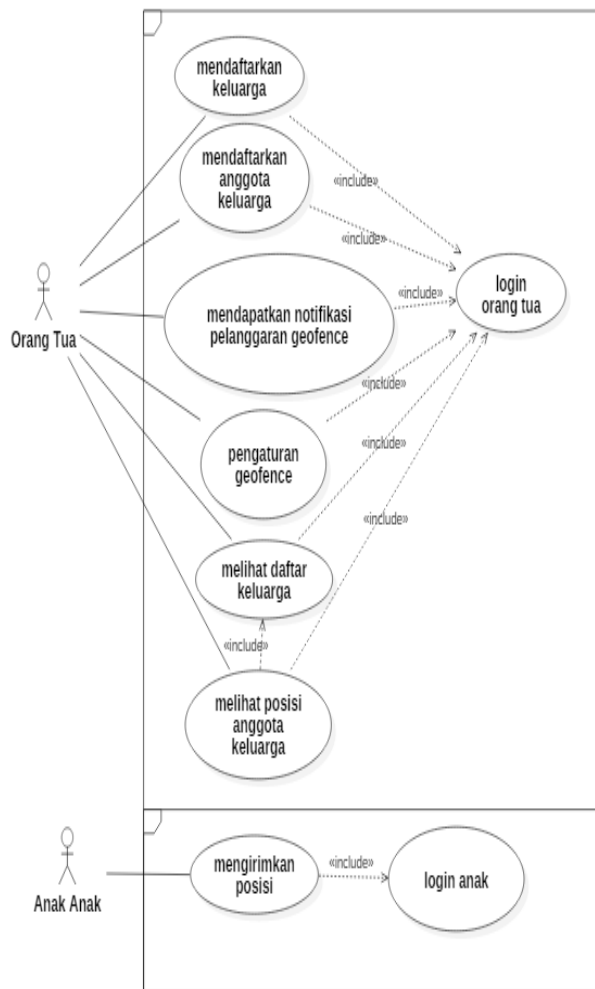 mendaftarkan
keluarga
mendaftarkan
anggota
keluarga
«include»
«include»
login
orang tua
«include»
mendapatkan notifikasi
pelanggaran geofence
Orang Tua
«include»
pengaturan
geofence
«include»
«include»
melihat daftar
keluarga
«include»
melihat posisi
anggota
keluarga
mengirimkan
posisi
«include»
login anak
Anak Anak